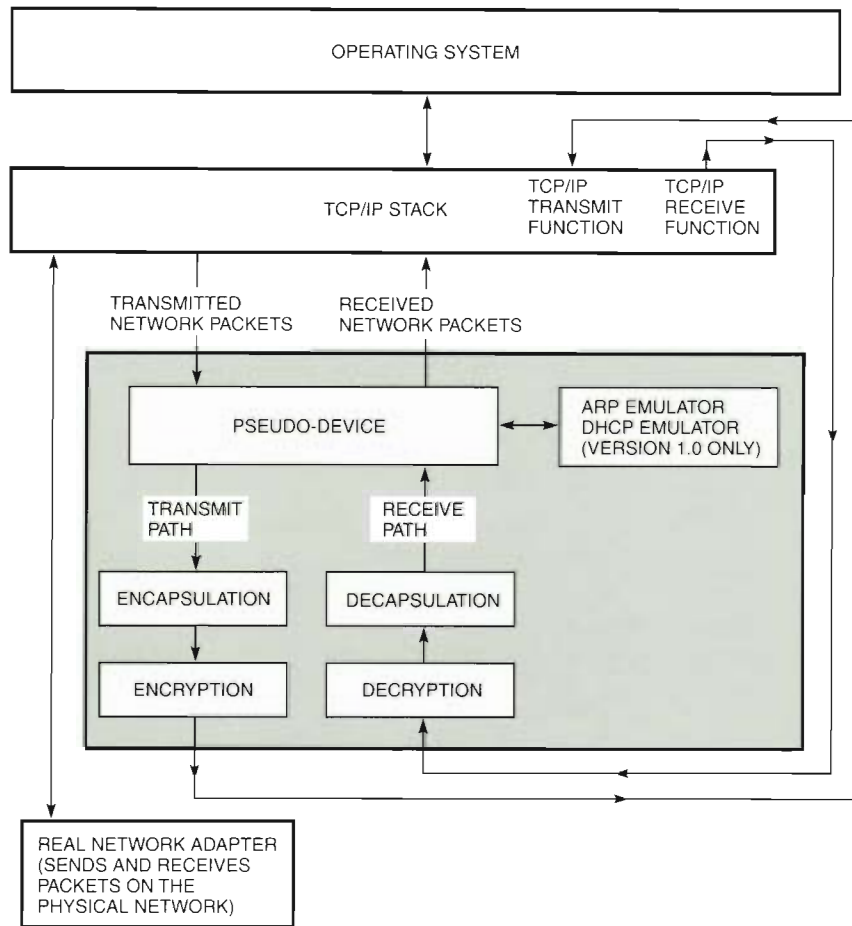 OPERATING SYSTEM
TCP/IP STACK
TCP/IP
TRANSMIT
FUNCTION
TCP/IP
RECEIVE
FUNCTION
TRANSMITTED
NETWORK PACKETS
RECEIVED
NETWORK PACKETS
PSEUDO-DEVICE
ARP EMULATOR
DHCP EMULATOR
(VERSION 1.0 ONLY)
TRANSMIT
PATH
RECEIVE
PATH
ENCAPSULATION
DECAPSULATION
ENCRYPTION
DECRYPTION
REAL NETWORK ADAPTER
(SENDS AND RECEIVES
PACKETS ON THE
PHYSICAL NETWORK)